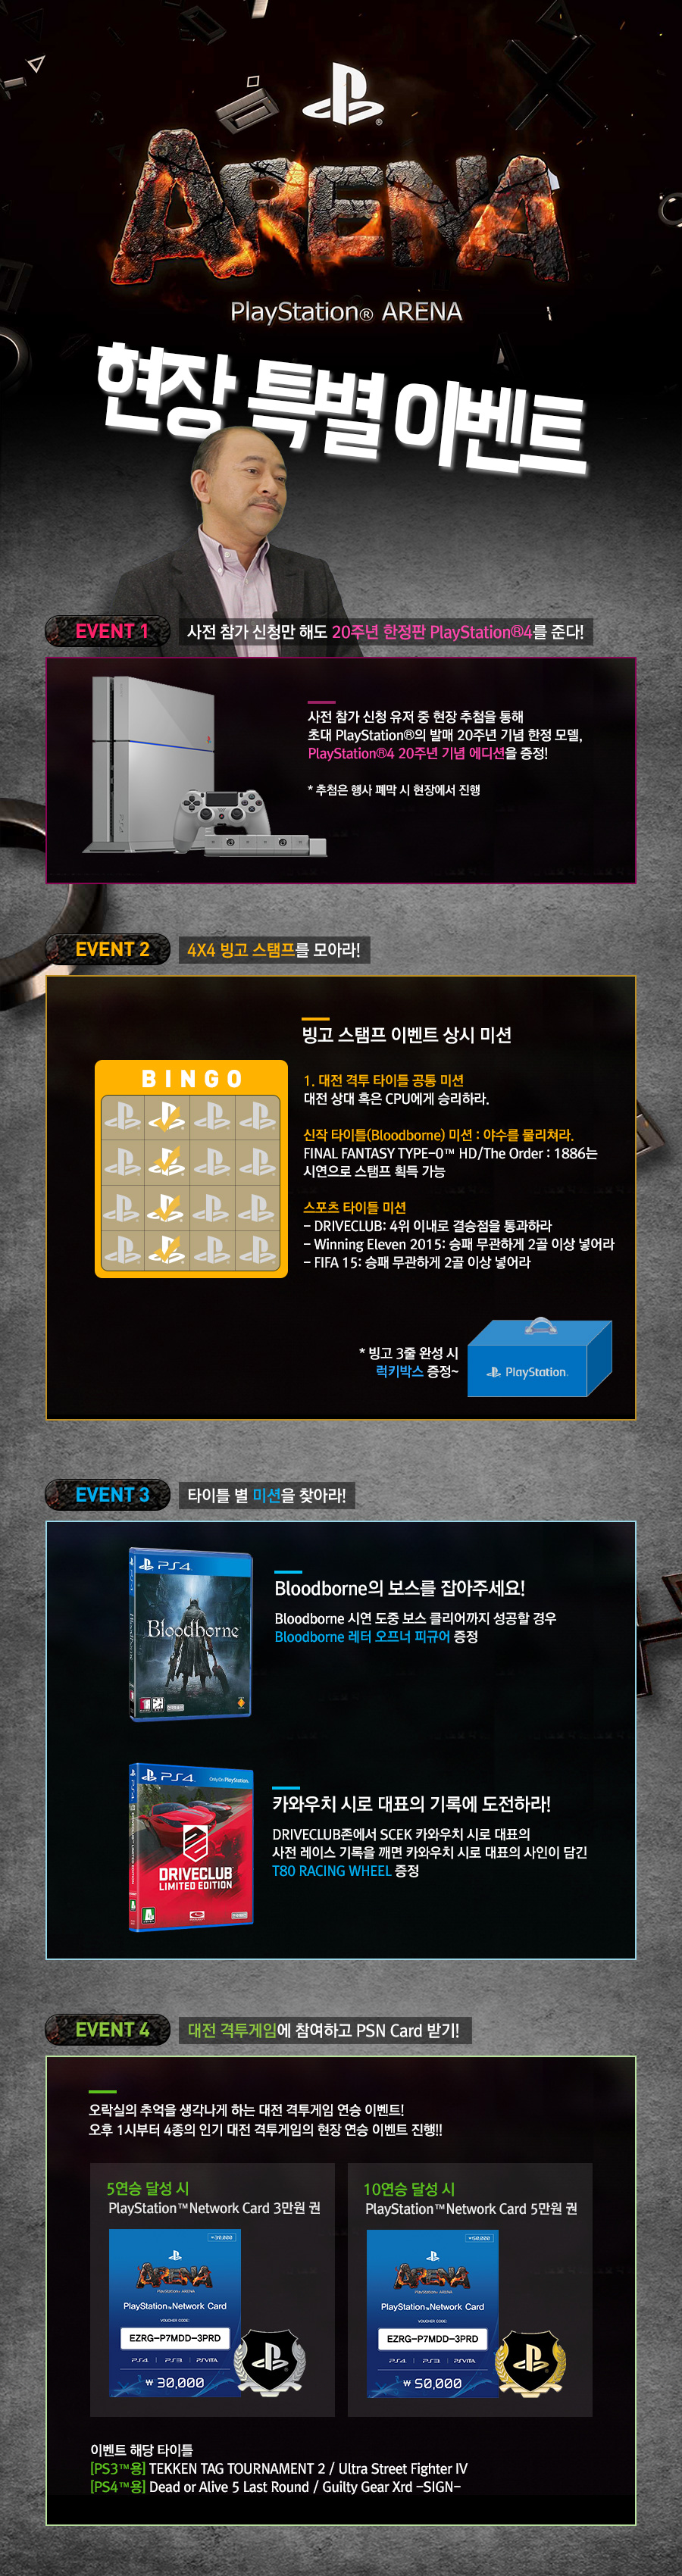 ARENA
PlayStation® ARENA
현장 특별 이벤트
EVENT 1
사전 참가 신청만 해도 20주년 한정판 PlayStation®4를 준다!
사전 참가 신청 유저 중 현장 추첨을 통해
초대 PlayStation®의 발매 20주년 기념 한정 모델,
PlayStation®4 20주년 기념 에디션을 증정!
* 추첨은 행사 폐막 시 현장에서 진행
EVENT 2
4X4 빙고 스탬프를 모아라!
빙고 스탬프 이벤트 상시 미션
BINGO
1. 대전 격투 타이틀 공통 미션
대전 상대 혹은 CPU에게 승리하라.
신작 타이틀(Bloodborne) 미션 : 야수를 물리쳐라.
FINAL FANTASY TYPE-0™ HD/The Order : 1886는
시연으로 스탬프 획득 가능
스포츠 타이틀 미션
- DRIVECLUB: 4위 이내로 결승점을 통과하라
- Winning Eleven 2015: 승패 무관하게 2골 이상 넣어라
- FIFA 15: 승패 무관하게 2골 이상 넣어라
* 빙고 3줄 완성 시
럭키박스 증정~
PlayStation.
EVENT 3
타이틀 별 미션을 찾아라!
PS4
Bloodborne
Bloodborne의 보스를 잡아주세요!
Bloodborne 시연 도중 보스 클리어까지 성공할 경우
Bloodborne 레터 오프너 피규어 증정
PS4
Only On PlayStation.
DRIVECLUB
LIMITED EDITION
카와우치 시로 대표의 기록에 도전하라!
DRIVECLUB존에서 SCEK 카와우치 시로 대표의
사전 레이스 기록을 깨면 카와우치 시로 대표의 사인이 담긴
T80 RACING WHEEL 증정
EVENT 4
대전 격투게임에 참여하고 PSN Card 받기!
오락실의 추억을 생각나게 하는 대전 격투게임 연승 이벤트!
오후 1시부터 4종의 인기 대전 격투게임의 현장 연승 이벤트 진행!!
5연승 달성 시
PlayStation™Network Card 3만원 권
₩30,000
ARENA
PlayStation® ARENA
PlayStation®Network Card
VOUCHER CODE:
EZRG-P7MDD-3PRD
PS4 | PS3 | PSVITA
₩ 30,000
10연승 달성 시
PlayStation™Network Card 5만원 권
₩50,000
ARENA
PlayStation® ARENA
PlayStation®Network Card
VOUCHER CODE:
EZRG-P7MDD-3PRD
PS4 | PS3 | PSVITA
₩ 50,000
이벤트 해당 타이틀
[PS3™용] TEKKEN TAG TOURNAMENT 2 / Ultra Street Fighter IV
[PS4™용] Dead or Alive 5 Last Round / Guilty Gear Xrd -SIGN-